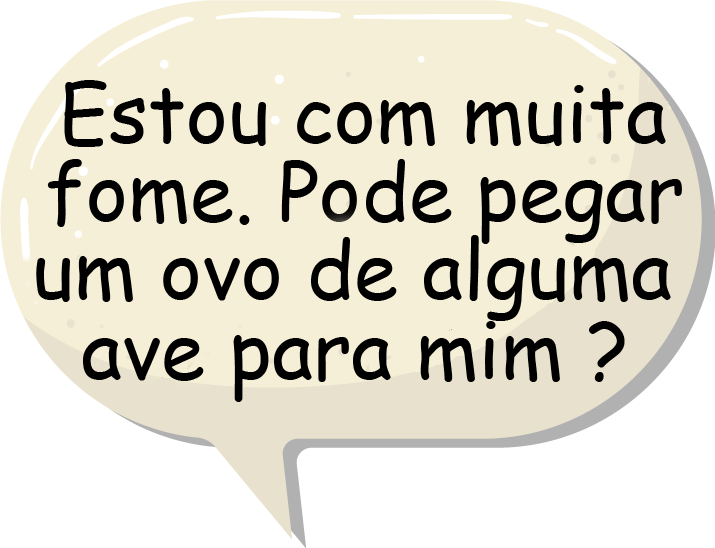 Estou com muita
fome. Pode pegar
um ovo de alguma
ave para mim ?